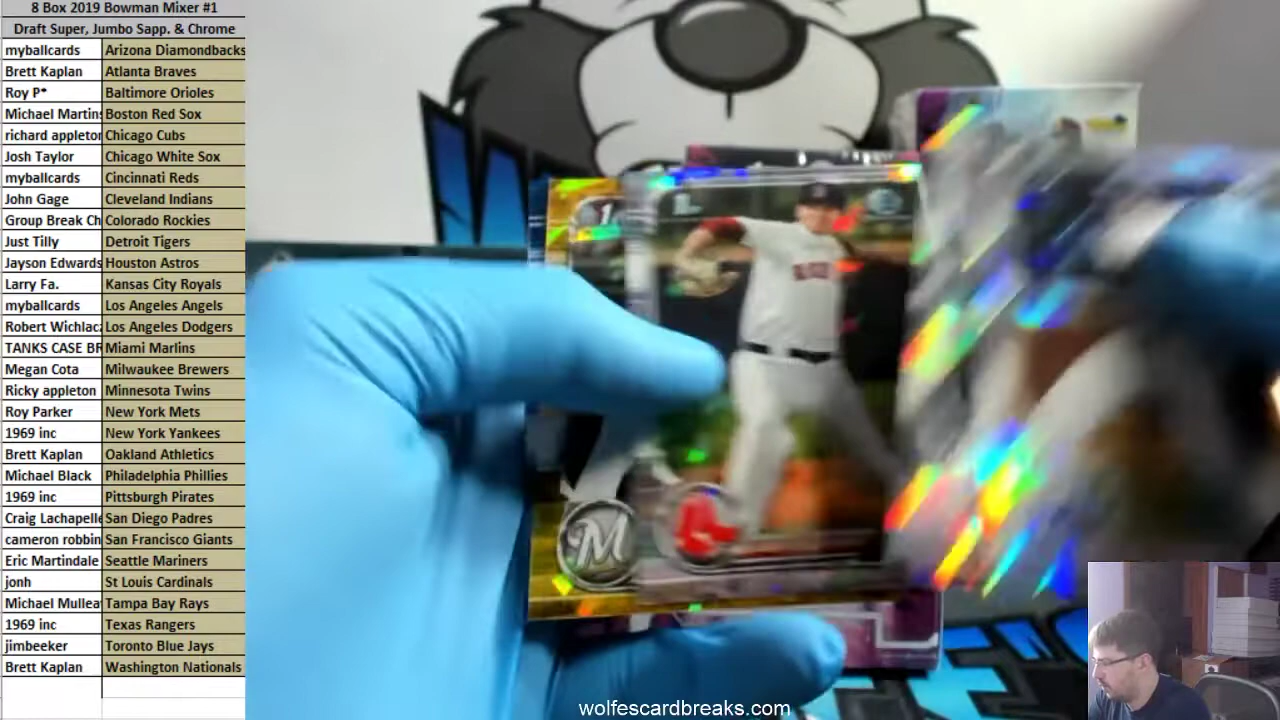 8 Box 2019 Bowman Mixer #1
Draft Super, Jumbo Sapp. & Chrome
myballcards Arizona Diamondbacks
Brett Kaplan Atlanta Braves
Roy P* Baltimore Orioles
Michael Martins Boston Red Sox
richard appleton Chicago Cubs
Josh Taylor Chicago White Sox
myballcards Cincinnati Reds
John Gage Cleveland Indians
Group Break Ch Colorado Rockies
Just Tilly Detroit Tigers
Jayson Edwards Houston Astros
Larry Fa. Kansas City Royals
myballcards Los Angeles Angels
Robert Wichlac Los Angeles Dodgers
TANKS CASE BR Miami Marlins
Megan Cota Milwaukee Brewers
Ricky appleton Minnesota Twins
Roy Parker New York Mets
1969 inc New York Yankees
Brett Kaplan Oakland Athletics
Michael Black Philadelphia Phillies
1969 inc Pittsburgh Pirates
Craig Lachapelle San Diego Padres
cameron robbin San Francisco Giants
Eric Martindale Seattle Mariners
jonh St Louis Cardinals
Michael Mullea Tampa Bay Rays
1969 inc Texas Rangers
jimbeeker Toronto Blue Jays
Brett Kaplan Washington Nationals
M
wolfescardbreaks.com